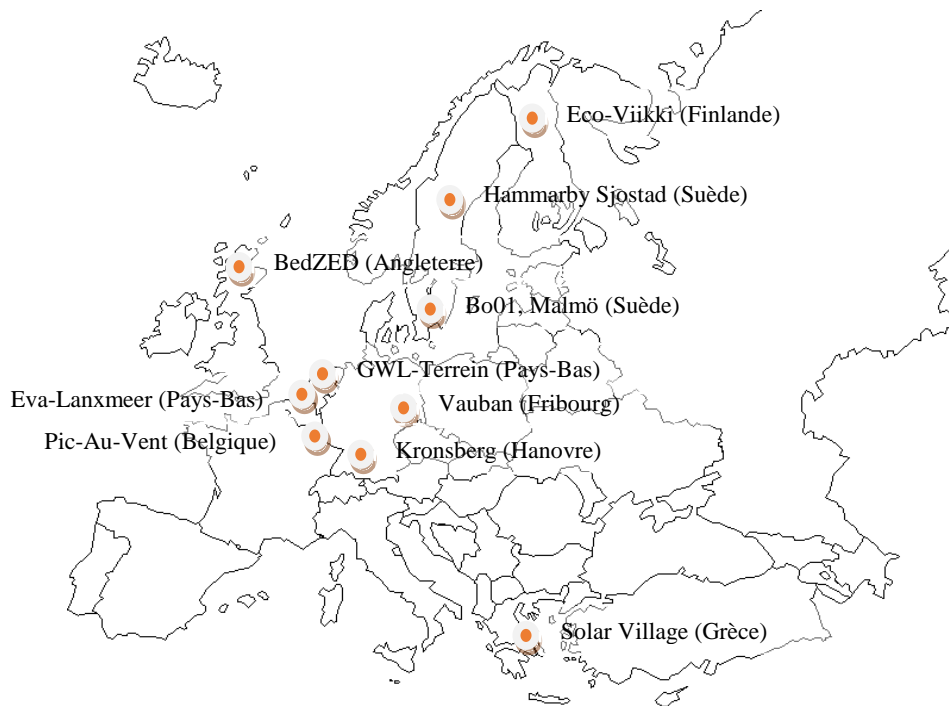 Eco-Viikki (Finlande)
Hammarby Sjostad (Suède)
BedZED (Angleterre)
Bo01, Malmö (Suède)
GWL-Terrein (Pays-Bas)
Eva-Lanxmeer (Pays-Bas)
Vauban (Fribourg)
Pic-Au-Vent (Belgique)
Kronsberg (Hanovre)
Solar Village (Grèce)